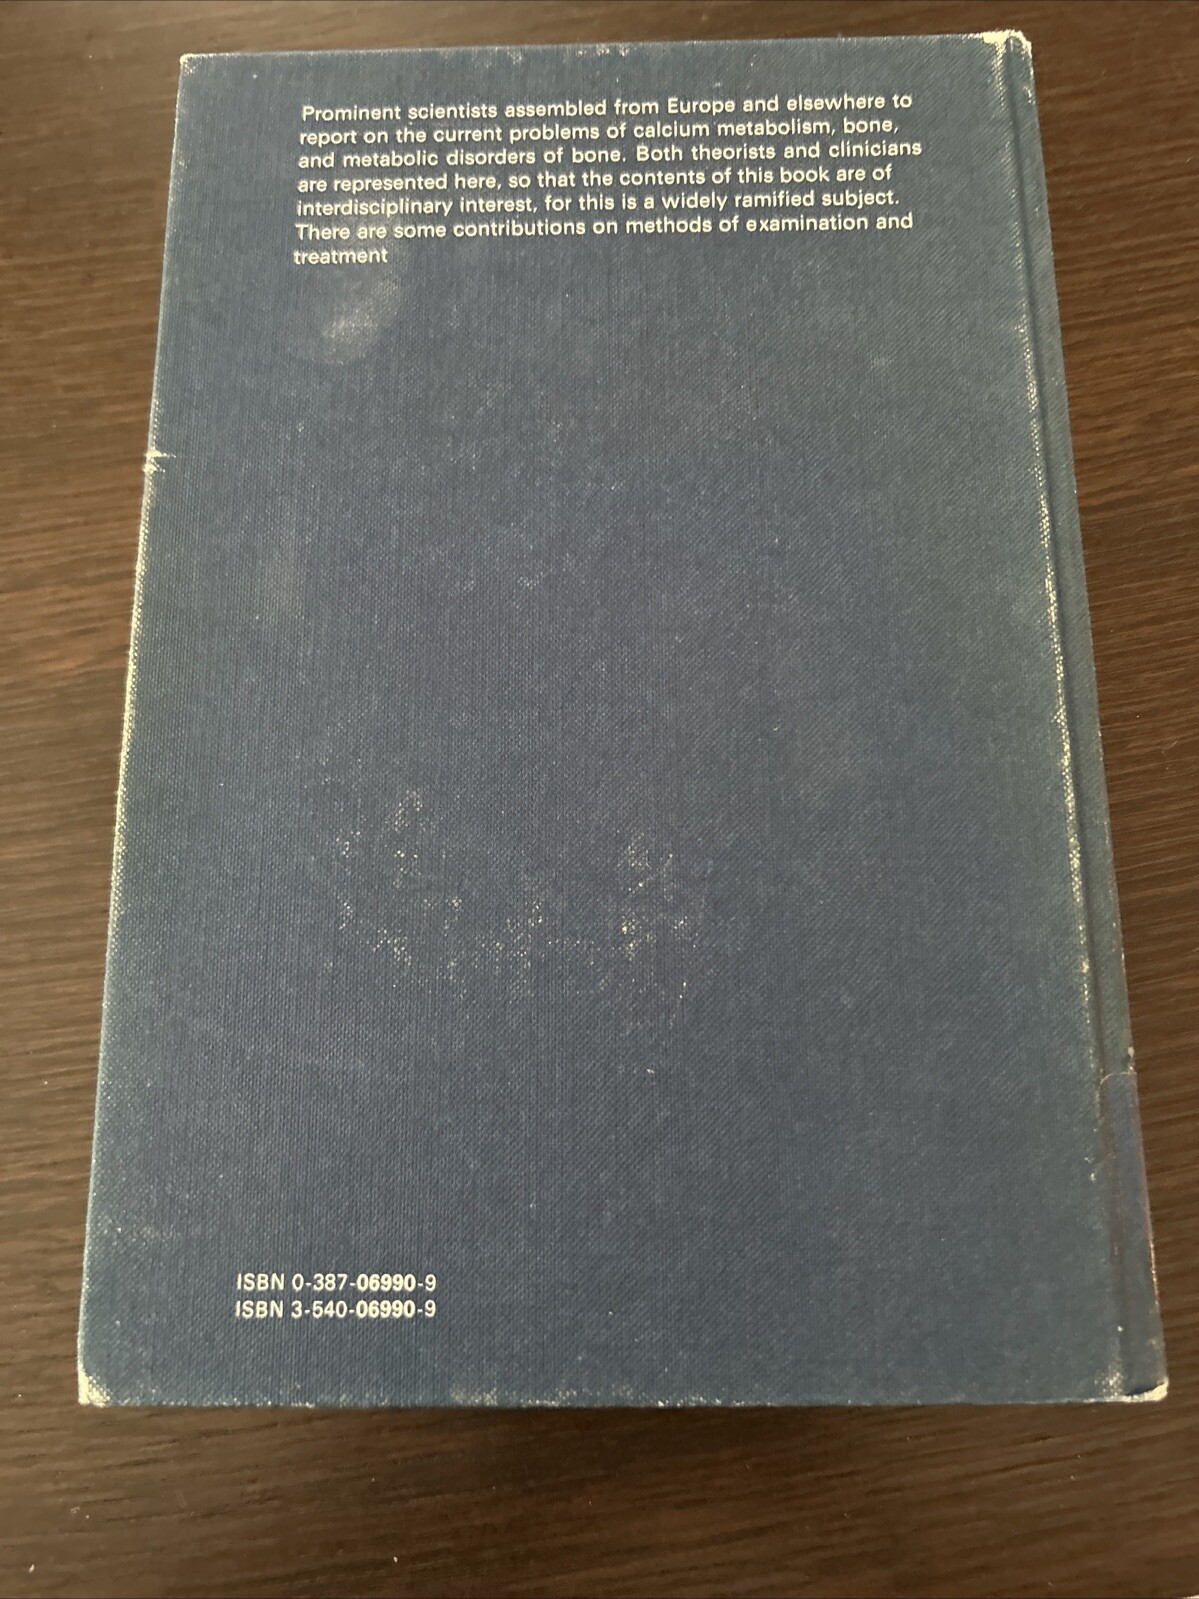 Prominent scientists assembled from Europe and elsewhere to
report on the current problems of calcium metabolism, bone,
and metabolic disorders of bone. Both theorists and clinicians
are represented here, so that the contents of this book are of
interdisciplinary interest, for this is a widely ramified subject.
There are some contributions on methods of examination and
treatment
ISBN 0-387-06990-9
ISBN 3-540-06990-9